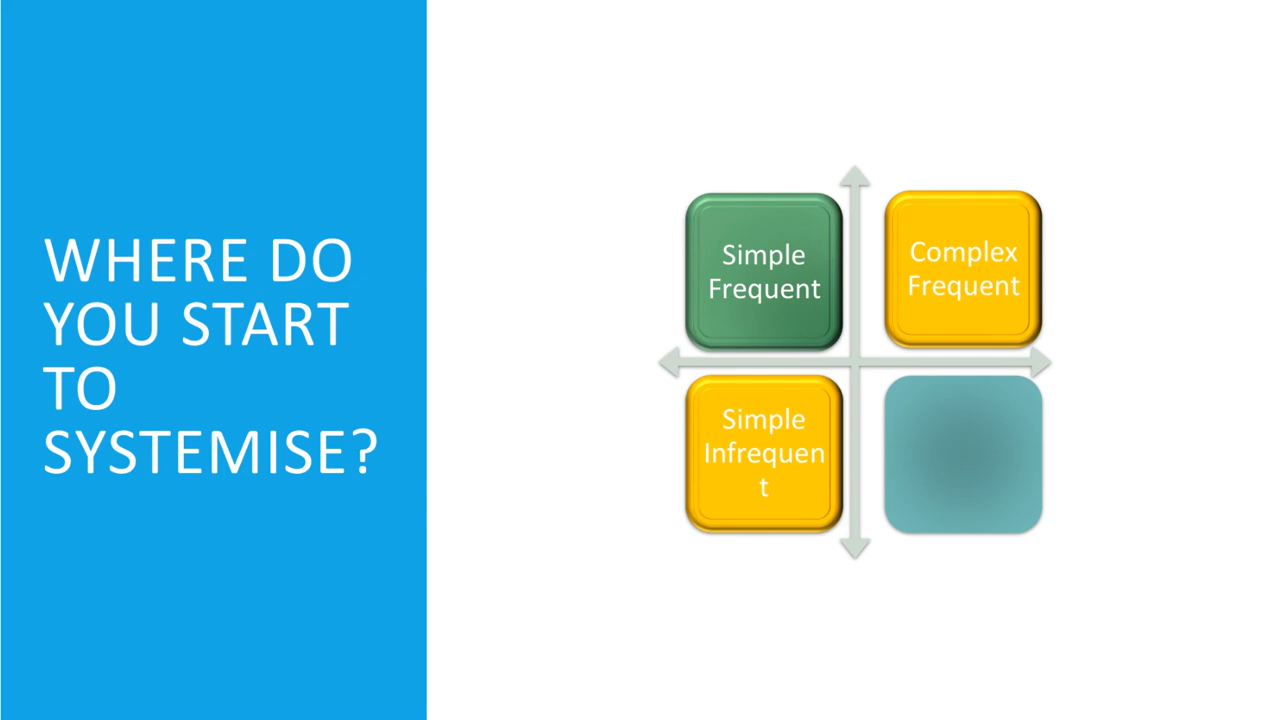 WHERE DO
YOU START
TO
SYSTEMISE?
Simple
Frequent
Complex
Frequent
Simple
Infrequen
t